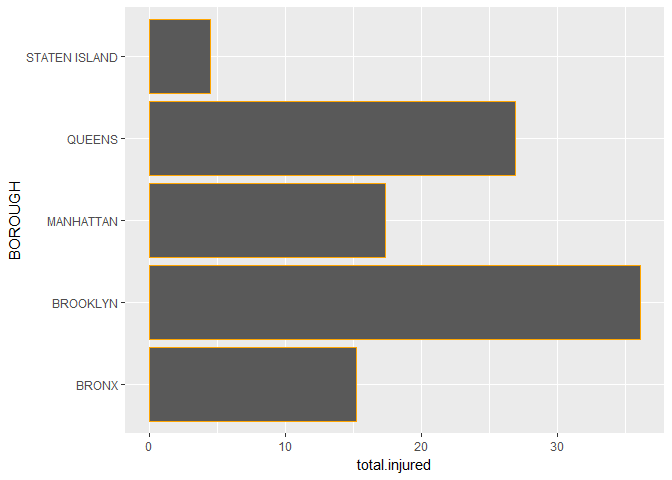 BOROUGH
STATEN ISLAND
QUEENS
MANHATTAN
BROOKLYN
BRONX
0 10 20 30
total.injured